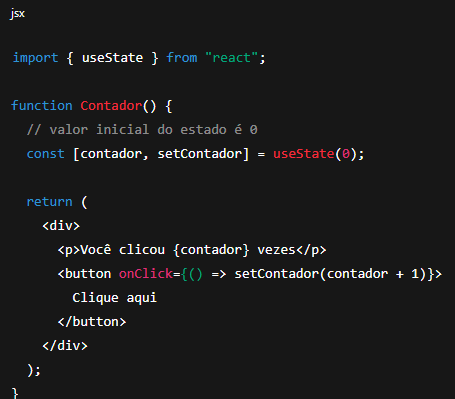 jsx
import { useState } from "react";
function Contador() {
// valor inicial do estado é 0
const [contador, setContador] = useState(0);
return (
<div>
<p>Você clicou {contador} vezes</p>
<button onClick={() => setContador(contador + 1)}>
Clique aqui
</button>
</div>
);
}